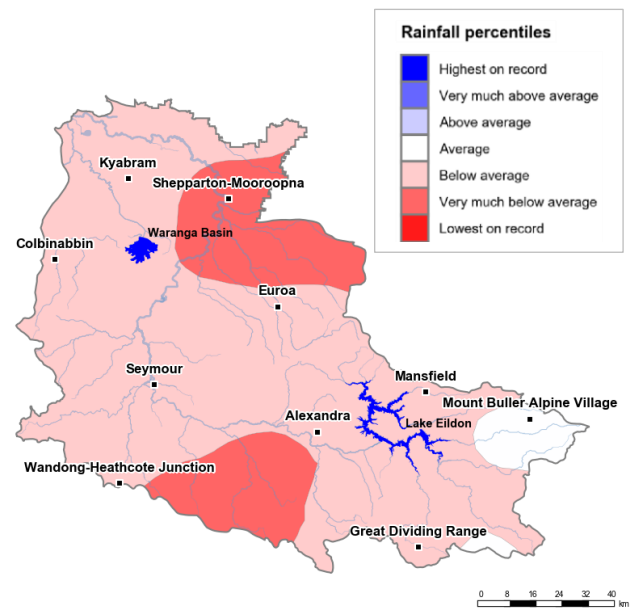 Rainfall percentiles
Highest on record
Very much above average
Above average
Average
Below average
Very much below average
Lowest on record
Kyabram
Shepparton-Mooroopna
Waranga Basin
Colbinabbin
Euroa
Seymour
Mansfield
Mount Buller Alpine Village
Alexandra
Lake Eildon
Wandong-Heathcote Junction
Great Dividing Range
0 8 16 24 32 40
km